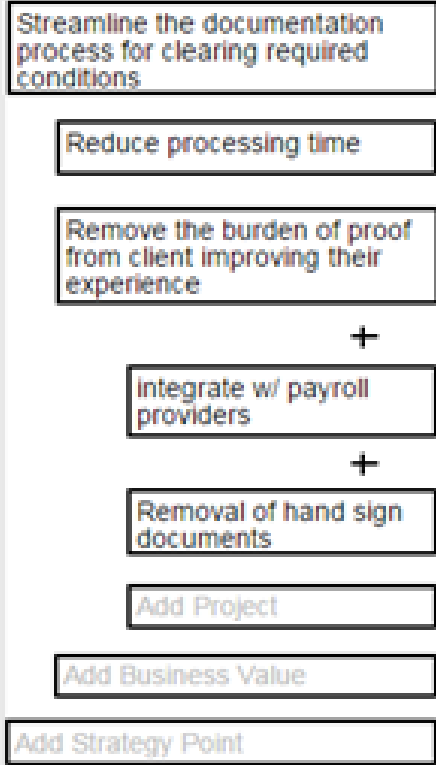 Streamline the documentation
process for clearing required
conditions
Reduce processing time
Remove the burden of proof
from client improving their
experience
+
integrate w/ payroll
providers
+
Removal of hand sign
documents
Add Project
Add Business Value
Add Strategy Point